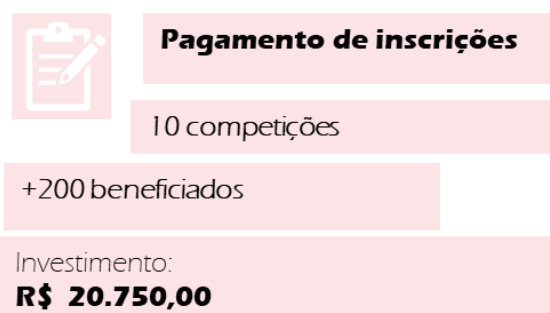 Pagamento de inscrições
10 competições
+200 beneficiados
Investimento:
R$ 20.750,00